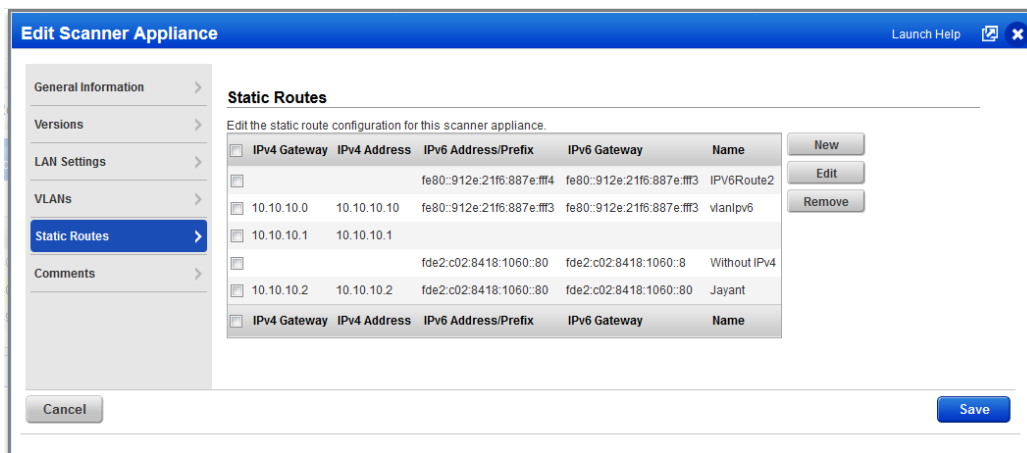 Edit Scanner Appliance Launch Help
General Information
Versions
LAN Settings
VLANs
Static Routes
Comments
Static Routes
Edit the static route configuration for this scanner appliance.
IPv4 Gateway IPv4 Address IPv6 Address/Prefix IPv6 Gateway Name
fe80::912e:21f6:887e:fff4 fe80::912e:21f6:887e:fff3 IPV6Route2
10.10.10.0 10.10.10.10 fe80::912e:21f6:887e:fff3 fe80::912e:21f6:887e:fff3 vlanIpv6
10.10.10.1 10.10.10.1
fde2:c02:8418:1060::80 fde2:c02:8418:1060::8 Without IPv4
10.10.10.2 10.10.10.2 fde2:c02:8418:1060::80 fde2:c02:8418:1060::80 Jayant
IPv4 Gateway IPv4 Address IPv6 Address/Prefix IPv6 Gateway Name
New
Edit
Remove
Cancel Save